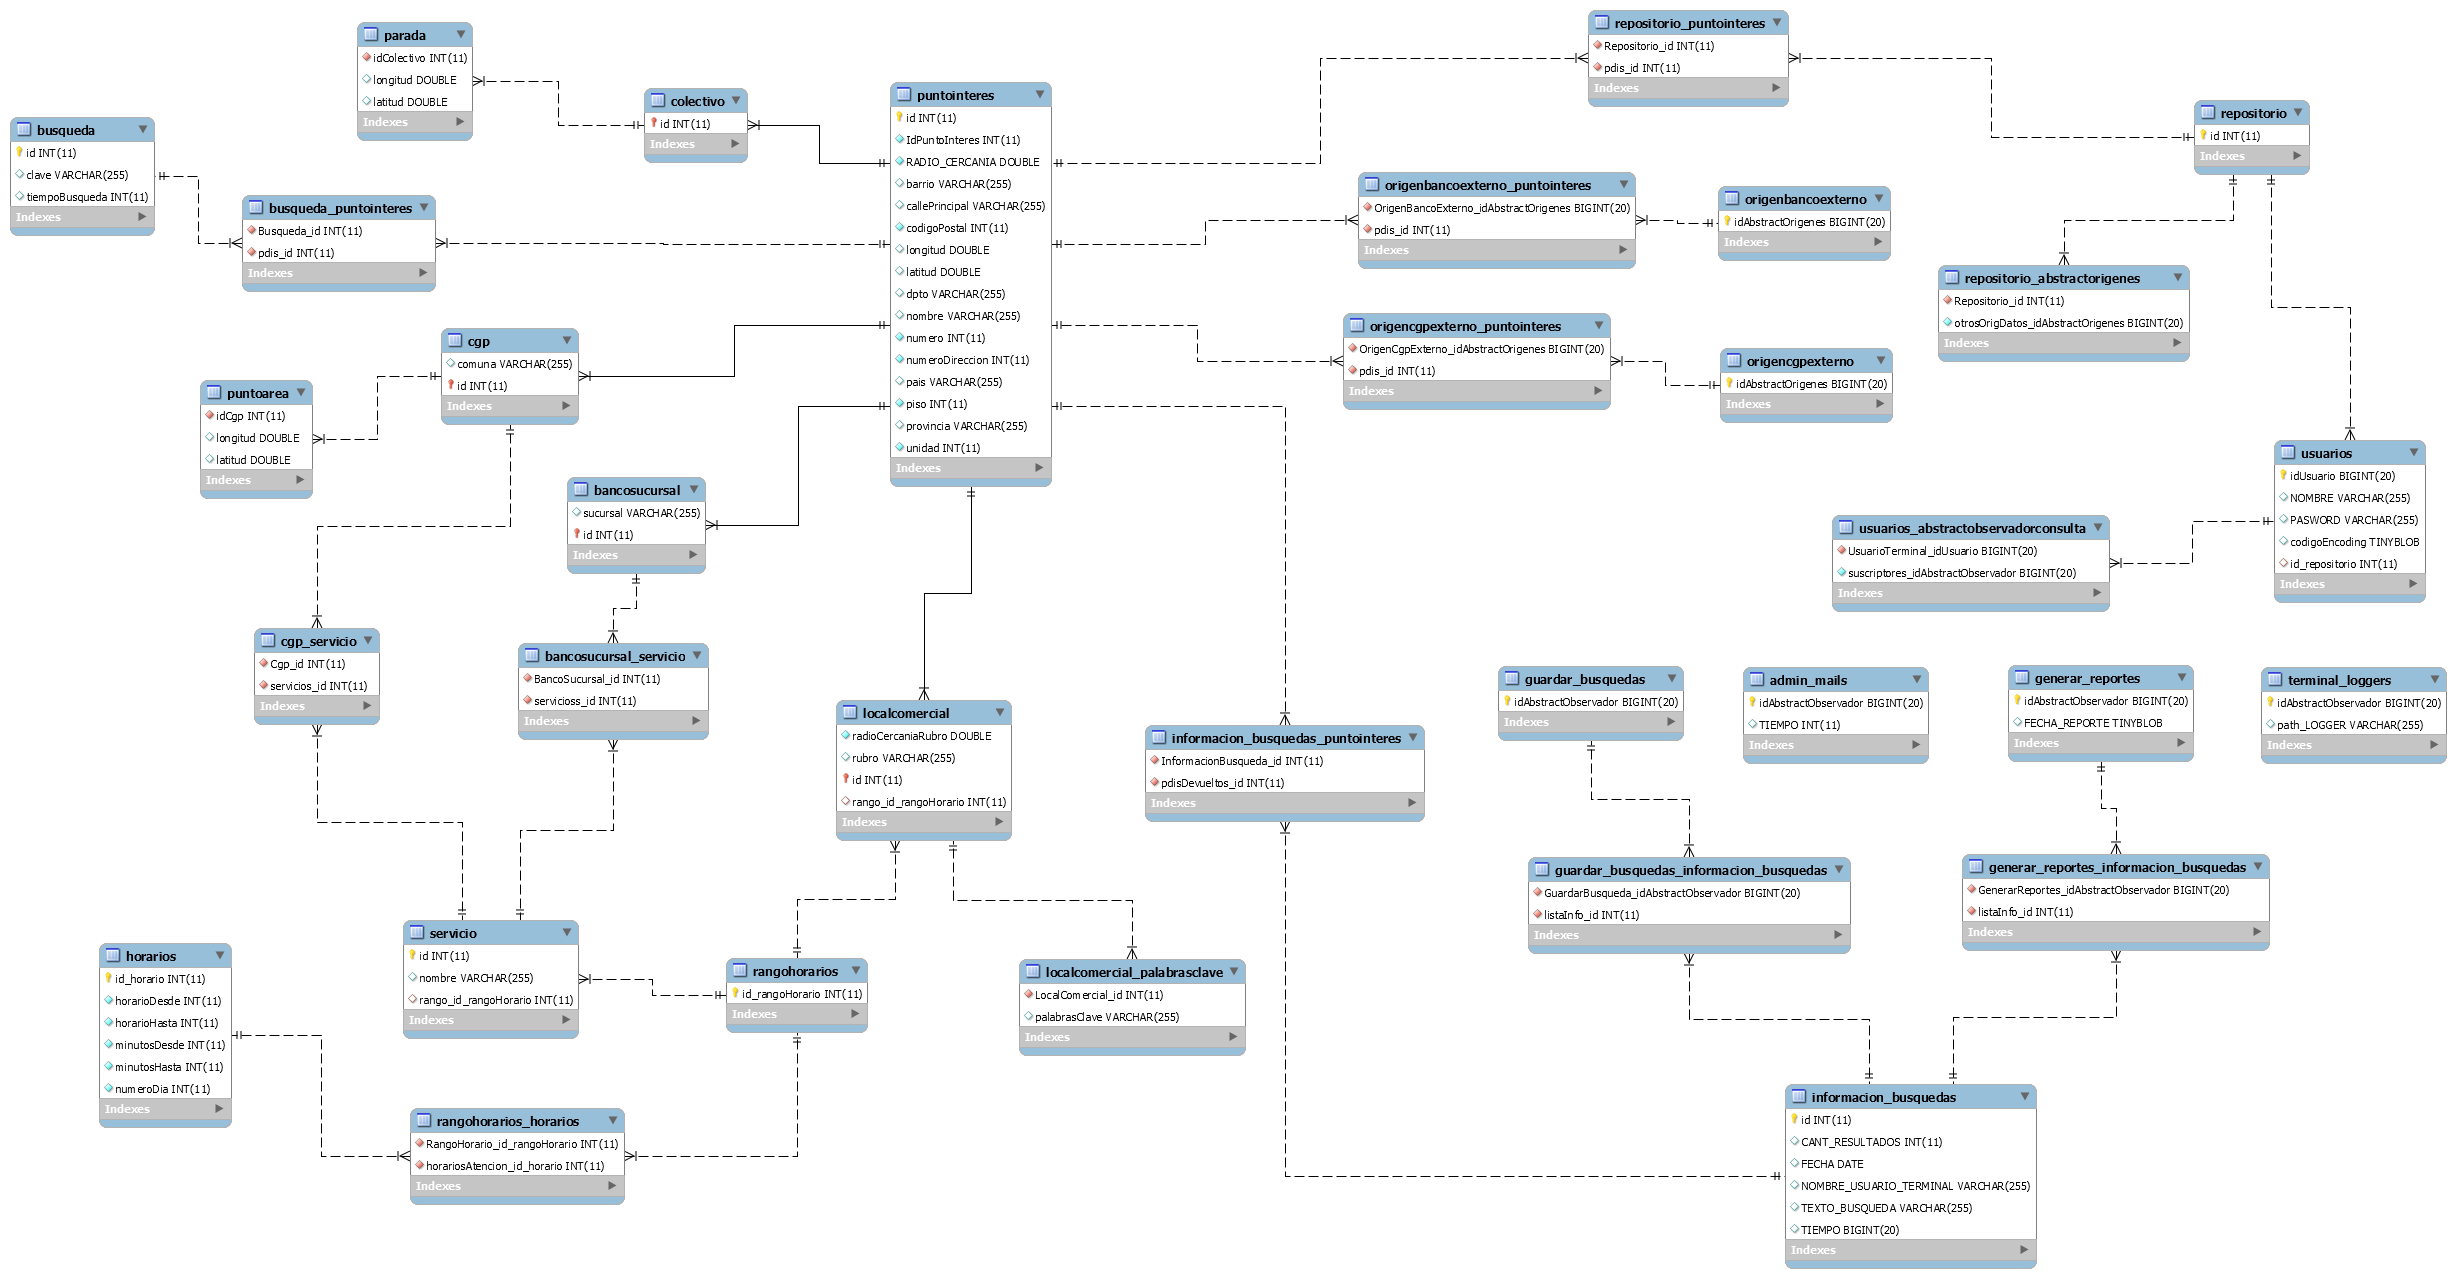 parada
idColectivo INT(11)
longitud DOUBLE
latitud DOUBLE
Indexes
colectivo
id INT(11)
Indexes
busqueda
id INT(11)
clave VARCHAR(255)
tiempoBusqueda INT(11)
Indexes
busqueda_puntointeres
Busqueda_id INT(11)
pdis_id INT(11)
Indexes
puntointeres
id INT(11)
IdPuntoInteres INT(11)
RADIO_CERCANIA DOUBLE
barrio VARCHAR(255)
callePrincipal VARCHAR(255)
codigoPostal INT(11)
longitud DOUBLE
latitud DOUBLE
dpto VARCHAR(255)
nombre VARCHAR(255)
numero INT(11)
numeroDireccion INT(11)
pais VARCHAR(255)
piso INT(11)
provincia VARCHAR(255)
unidad INT(11)
Indexes
repositorio_puntointeres
Repositorio_id INT(11)
pdis_id INT(11)
Indexes
repositorio
id INT(11)
Indexes
origenbancoexterno_puntointeres
OrigenBancoExterno_idAbstractOrigenes BIGINT(20)
pdis_id INT(11)
Indexes
origenbancoexterno
idAbstractOrigenes BIGINT(20)
Indexes
repositorio_abstractorigenes
Repositorio_id INT(11)
otrosOrigDatos_idAbstractOrigenes BIGINT(20)
Indexes
origencgpexterno_puntointeres
OrigenCgpExterno_idAbstractOrigenes BIGINT(20)
pdis_id INT(11)
Indexes
origencgpexterno
idAbstractOrigenes BIGINT(20)
Indexes
cgp
comuna VARCHAR(255)
id INT(11)
Indexes
puntoarea
idCgp INT(11)
longitud DOUBLE
latitud DOUBLE
Indexes
bancosucursal
sucursal VARCHAR(255)
id INT(11)
Indexes
usuarios
idUsuario BIGINT(20)
NOMBRE VARCHAR(255)
PASWORD VARCHAR(255)
codigoEncoding TINYBLOB
id_repositorio INT(11)
Indexes
usuarios_abstractobservadorconsulta
UsuarioTerminal_idUsuario BIGINT(20)
suscriptores_idAbstractObservador BIGINT(20)
Indexes
cgp_servicio
Cgp_id INT(11)
servicios_id INT(11)
Indexes
bancosucursal_servicio
BancoSucursal_id INT(11)
servicioss_id INT(11)
Indexes
localcomercial
radioCercaniaRubro DOUBLE
rubro VARCHAR(255)
id INT(11)
rango_id_rangoHorario INT(11)
Indexes
informacion_busquedas_puntointeres
InformacionBusqueda_id INT(11)
pdisDevueltos_id INT(11)
Indexes
guardar_busquedas
idAbstractObservador BIGINT(20)
Indexes
admin_mails
idAbstractObservador BIGINT(20)
TIEMPO INT(11)
Indexes
generar_reportes
idAbstractObservador BIGINT(20)
FECHA_REPORTE TINYBLOB
Indexes
terminal_loggers
idAbstractObservador BIGINT(20)
path_LOGGER VARCHAR(255)
Indexes
guardar_busquedas_informacion_busquedas
GuardarBusqueda_idAbstractObservador BIGINT(20)
listaInfo_id INT(11)
Indexes
generar_reportes_informacion_busquedas
GenerarReportes_idAbstractObservador BIGINT(20)
listaInfo_id INT(11)
Indexes
servicio
id INT(11)
nombre VARCHAR(255)
rango_id_rangoHorario INT(11)
Indexes
horarios
id_horario INT(11)
horarioDesde INT(11)
horarioHasta INT(11)
minutosDesde INT(11)
minutosHasta INT(11)
numeroDia INT(11)
Indexes
rangohorarios
id_rangoHorario INT(11)
Indexes
localcomercial_palabrasclave
LocalComercial_id INT(11)
palabrasClave VARCHAR(255)
Indexes
rangohorarios_horarios
RangoHorario_id_rangoHorario INT(11)
horariosAtencion_id_horario INT(11)
Indexes
informacion_busquedas
id INT(11)
CANT_RESULTADOS INT(11)
FECHA DATE
NOMBRE_USUARIO_TERMINAL VARCHAR(255)
TEXTO_BUSQUEDA VARCHAR(255)
TIEMPO BIGINT(20)
Indexes